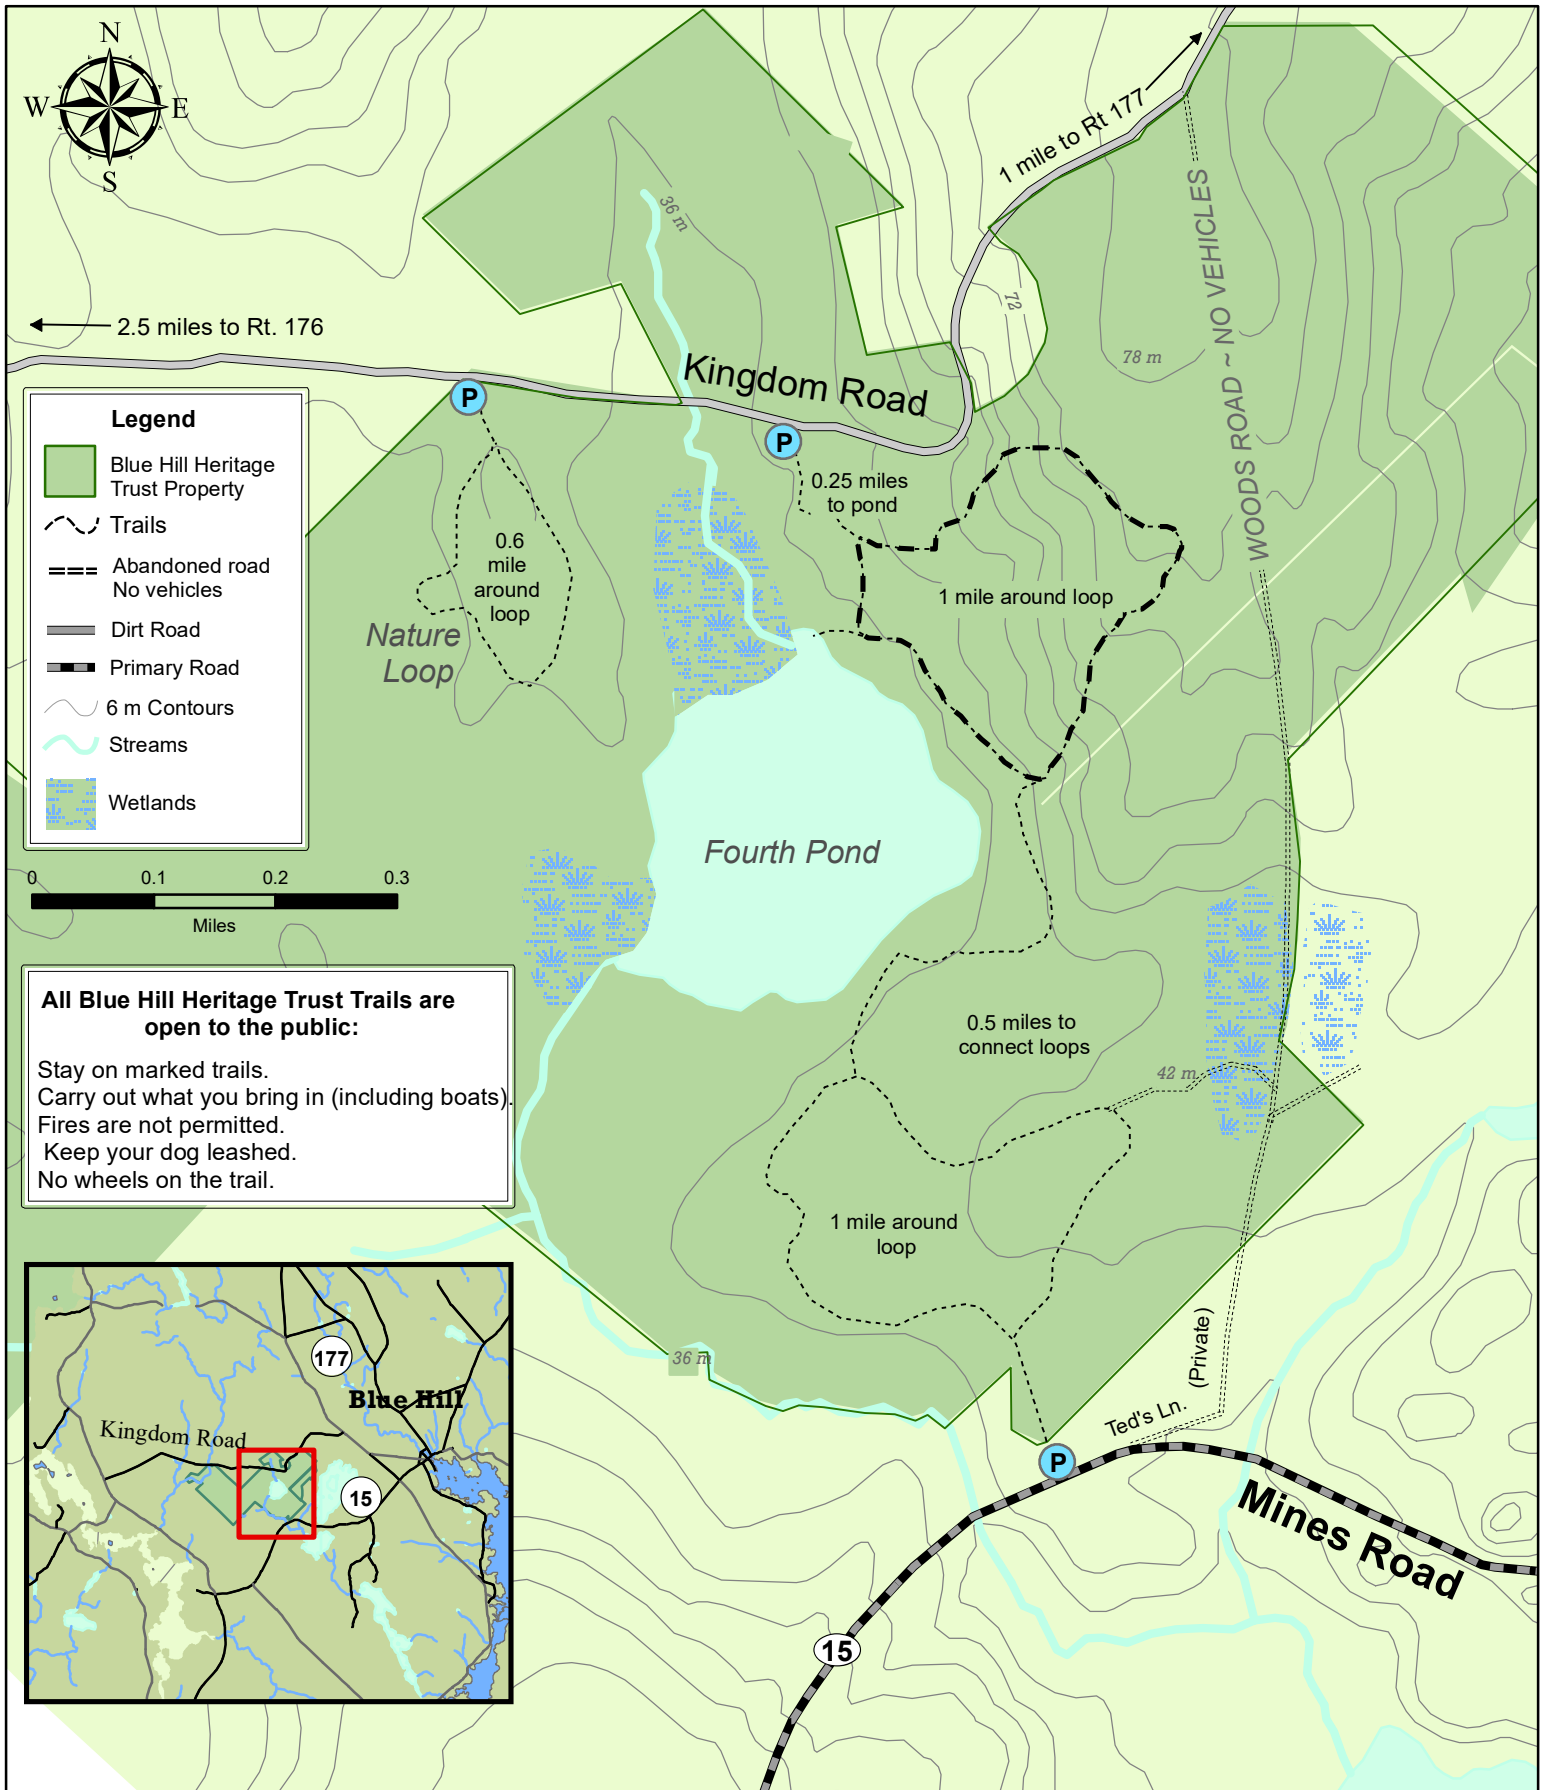 N
W
E
S
1 mile to Rt 177
36 m
72
78 m
WOODS ROAD ~ NO VEHICLES
2.5 miles to Rt. 176
Kingdom Road
P
P
0.25 miles
to pond
0.6
mile
around
loop
1 mile around loop
Nature
Loop
Legend
Blue Hill Heritage
Trust Property
Trails
Abandoned road
No vehicles
Dirt Road
Primary Road
6 m Contours
Streams
Wetlands
Fourth Pond
0
0.1
0.2
0.3
Miles
All Blue Hill Heritage Trust Trails are
open to the public:
Stay on marked trails.
Carry out what you bring in (including boats).
Fires are not permitted.
Keep your dog leashed.
No wheels on the trail.
0.5 miles to
connect loops
42 m
1 mile around
loop
36 m
(Private)
Ted's Ln.
P
Mines Road
15
177
Blue Hill
Kingdom Road
15